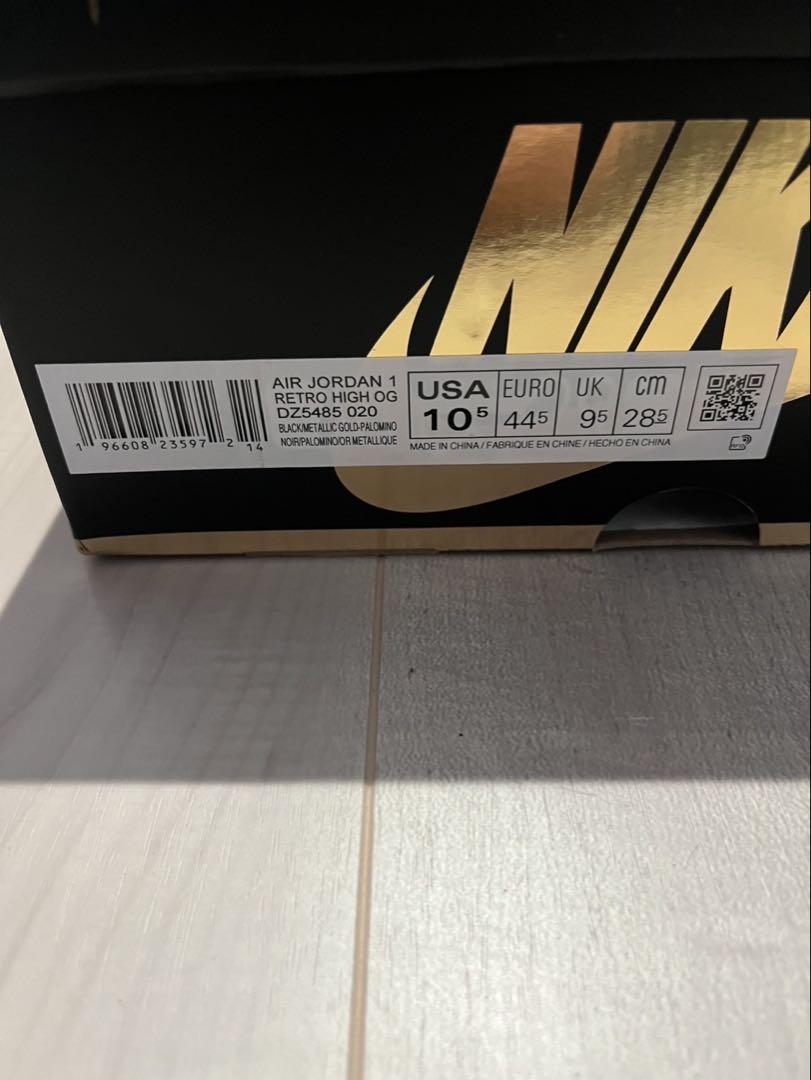 NIK
AIR JORDAN 1
RETRO HIGH OG
DZ5485 020
BLACK/METALLIC GOLD-PALOMINO
NOIR/PALOMINO/OR METALLIQUE
1 96608 23597 2 14
USA 10⁵
EURO 44⁵
UK 9⁵
cm 28⁵
MADE IN CHINA / FABRIQUE EN CHINE / HECHO EN CHINA
RFID